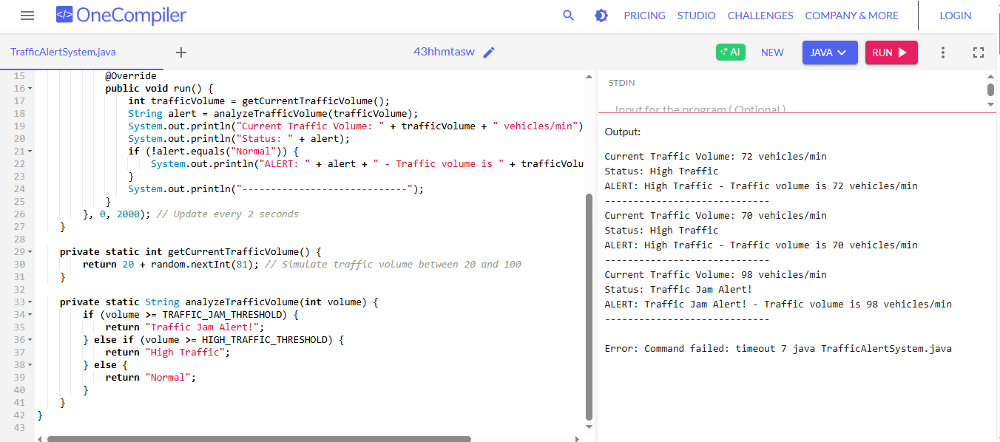 </> OneCompiler
PRICING STUDIO CHALLENGES COMPANY & MORE LOGIN
TrafficAlertSystem.java
43hhmtasw
AI NEW JAVA RUN
15 @Override
16 public void run() {
17 int trafficVolume = getCurrentTrafficVolume();
18 String alert = analyzeTrafficVolume(trafficVolume);
19 System.out.println("Current Traffic Volume: " + trafficVolume + " vehicles/min")
20 System.out.println("Status: " + alert);
21 if (!alert.equals("Normal")) {
22 System.out.println("ALERT: " + alert + " - Traffic volume is " + trafficVolu
23 }
24 System.out.println("-----------------------------");
25 }
26 }, 0, 2000); // Update every 2 seconds
27 }
28
29 private static int getCurrentTrafficVolume() {
30 return 20 + random.nextInt(81); // Simulate traffic volume between 20 and 100
31 }
32
33 private static String analyzeTrafficVolume(int volume) {
34 if (volume >= TRAFFIC_JAM_THRESHOLD) {
35 return "Traffic Jam Alert!";
36 } else if (volume >= HIGH_TRAFFIC_THRESHOLD) {
37 return "High Traffic";
38 } else {
39 return "Normal";
40 }
41 }
42 }
43
STDIN
Input for the program ( Optional )
Output:
Current Traffic Volume: 72 vehicles/min
Status: High Traffic
ALERT: High Traffic - Traffic volume is 72 vehicles/min
-----------------------------
Current Traffic Volume: 70 vehicles/min
Status: High Traffic
ALERT: High Traffic - Traffic volume is 70 vehicles/min
-----------------------------
Current Traffic Volume: 98 vehicles/min
Status: Traffic Jam Alert!
ALERT: Traffic Jam Alert! - Traffic volume is 98 vehicles/min
-----------------------------
Error: Command failed: timeout 7 java TrafficAlertSystem.java